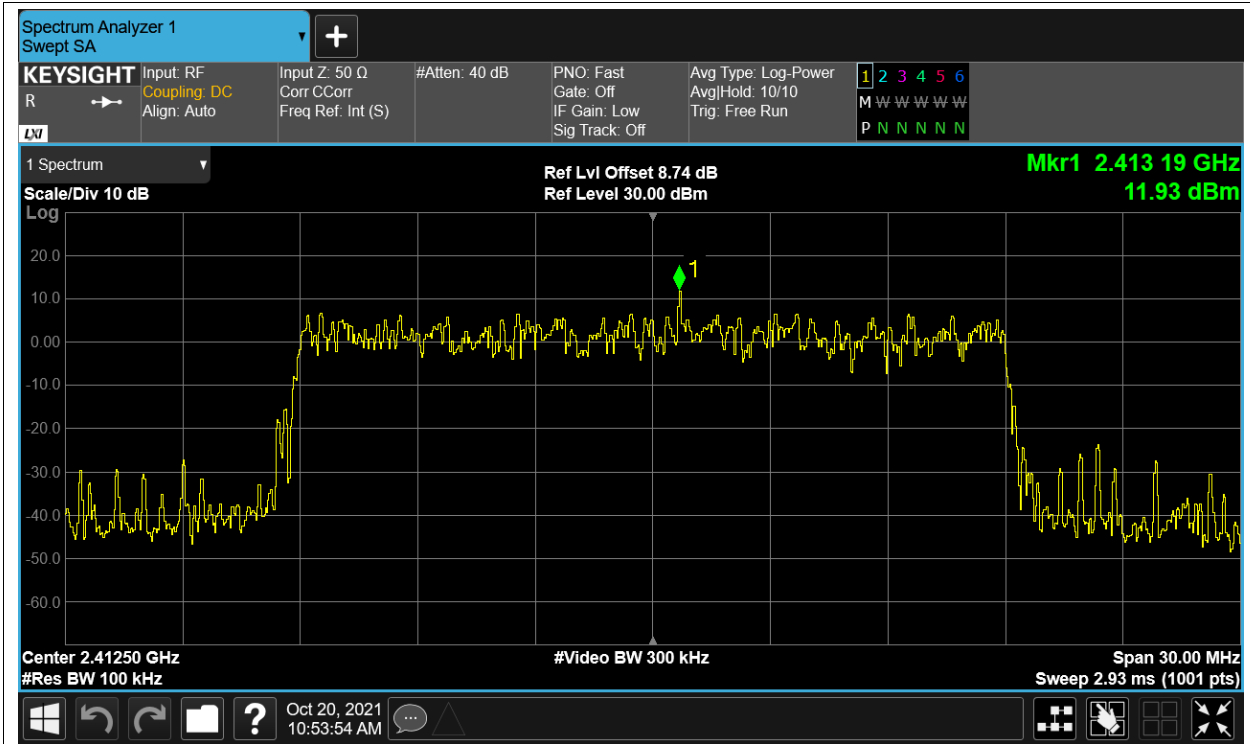 Spectrum Analyzer 1
Swept SA
KEYSIGHT
R
LXI
Input: RF
Coupling: DC
Align: Auto
Input Z: 50 Ω
Corr CCorr
Freq Ref: Int (S)
#Atten: 40 dB
PNO: Fast
Gate: Off
IF Gain: Low
Sig Track: Off
Avg Type: Log-Power
Avg|Hold: 10/10
Trig: Free Run
1 2 3 4 5 6
M W W W W W W
P N N N N N N
1 Spectrum
Scale/Div 10 dB
Log
Ref Lvl Offset 8.74 dB
Ref Level 30.00 dBm
Mkr1 2.413 19 GHz
11.93 dBm
20.0
10.0
0.00
-10.0
-20.0
-30.0
-40.0
-50.0
-60.0
1
Center 2.41250 GHz
#Res BW 100 kHz
#Video BW 300 kHz
Span 30.00 MHz
Sweep 2.93 ms (1001 pts)
?
Oct 20, 2021
10:53:54 AM